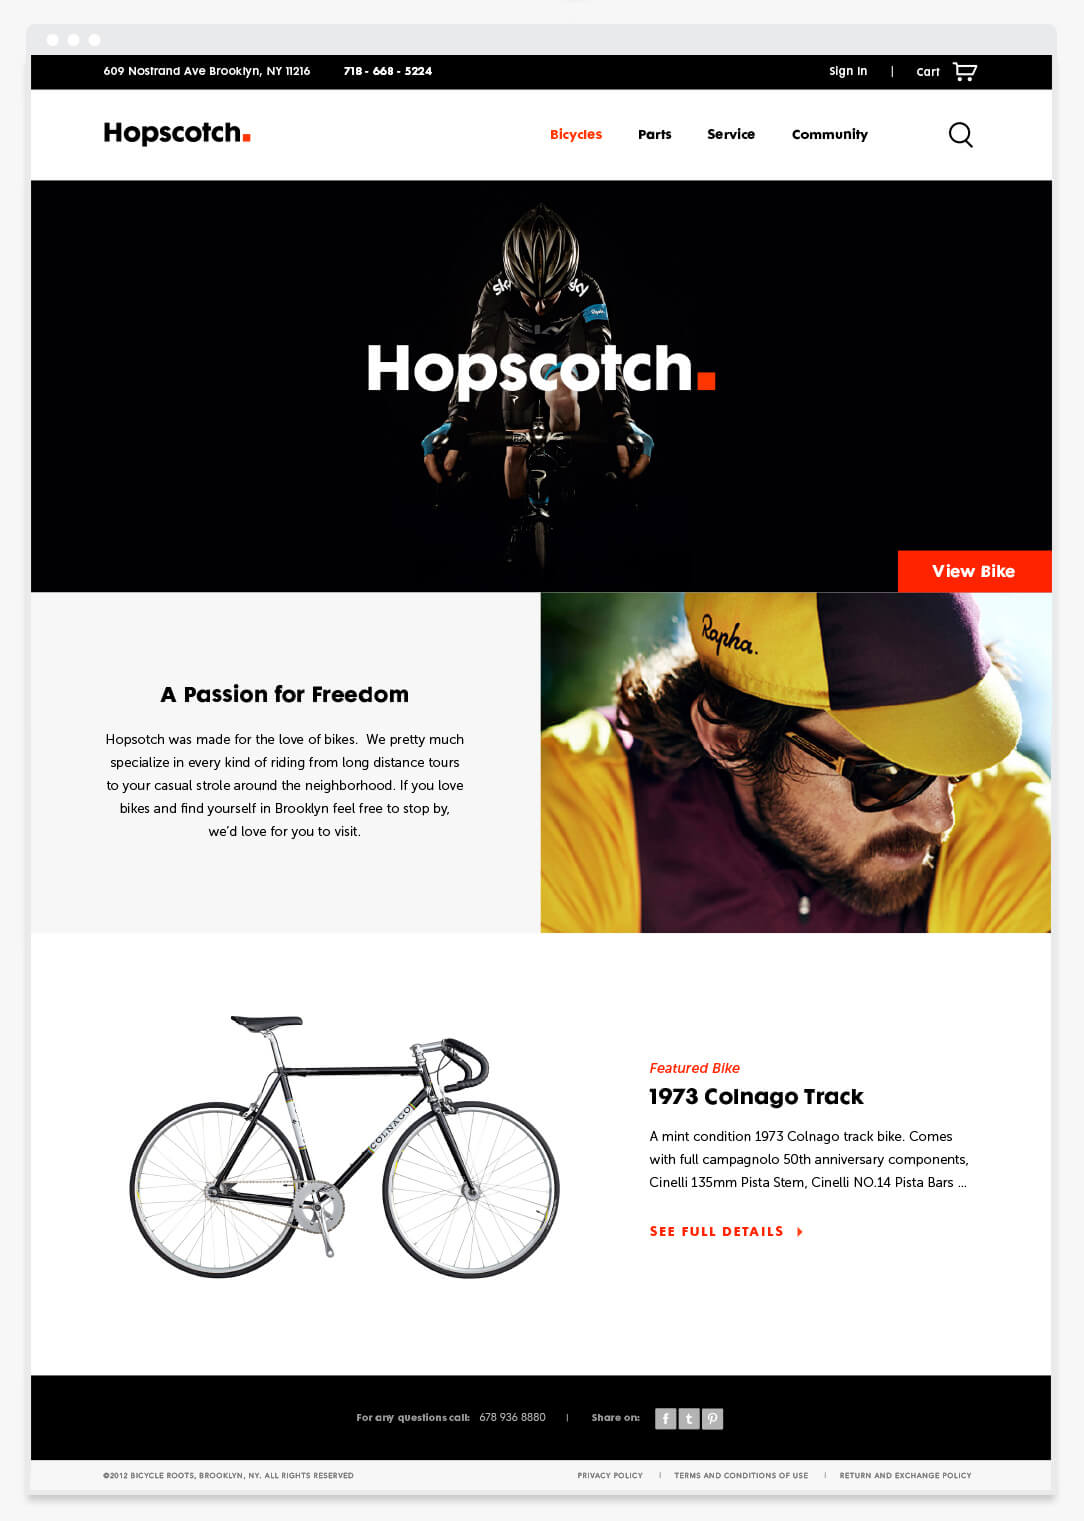 609 Nostrand Ave Brooklyn, NY 11216 718 - 668 - 5224 Sign In | Cart
Hopscotch. Bicycles Parts Service Community
sky sky
Rapha.
SKY
Hopscotch.
View Bike
Rapha.
A Passion for Freedom
Hopsotch was made for the love of bikes. We pretty much
specialize in every kind of riding from long distance tours
to your casual strole around the neighborhood. If you love
bikes and find yourself in Brooklyn feel free to stop by,
we'd love for you to visit.
COLNAGO
Featured Bike
1973 Colnago Track
A mint condition 1973 Colnago track bike. Comes
with full campagnolo 50th anniversary components,
Cinelli 135mm Pista Stem, Cinelli NO.14 Pista Bars ...
SEE FULL DETAILS
For any questions call: 678 936 8880 | Share on: f t P
©2012 BICYCLE ROOTS, BROOKLYN, NY. ALL RIGHTS RESERVED PRIVACY POLICY | TERMS AND CONDITIONS OF USE | RETURN AND EXCHANGE POLICY